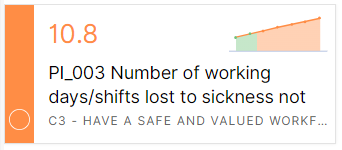 10.8
PI_003 Number of working
days/shifts lost to sickness not
C3 - HAVE A SAFE AND VALUED WORKF...